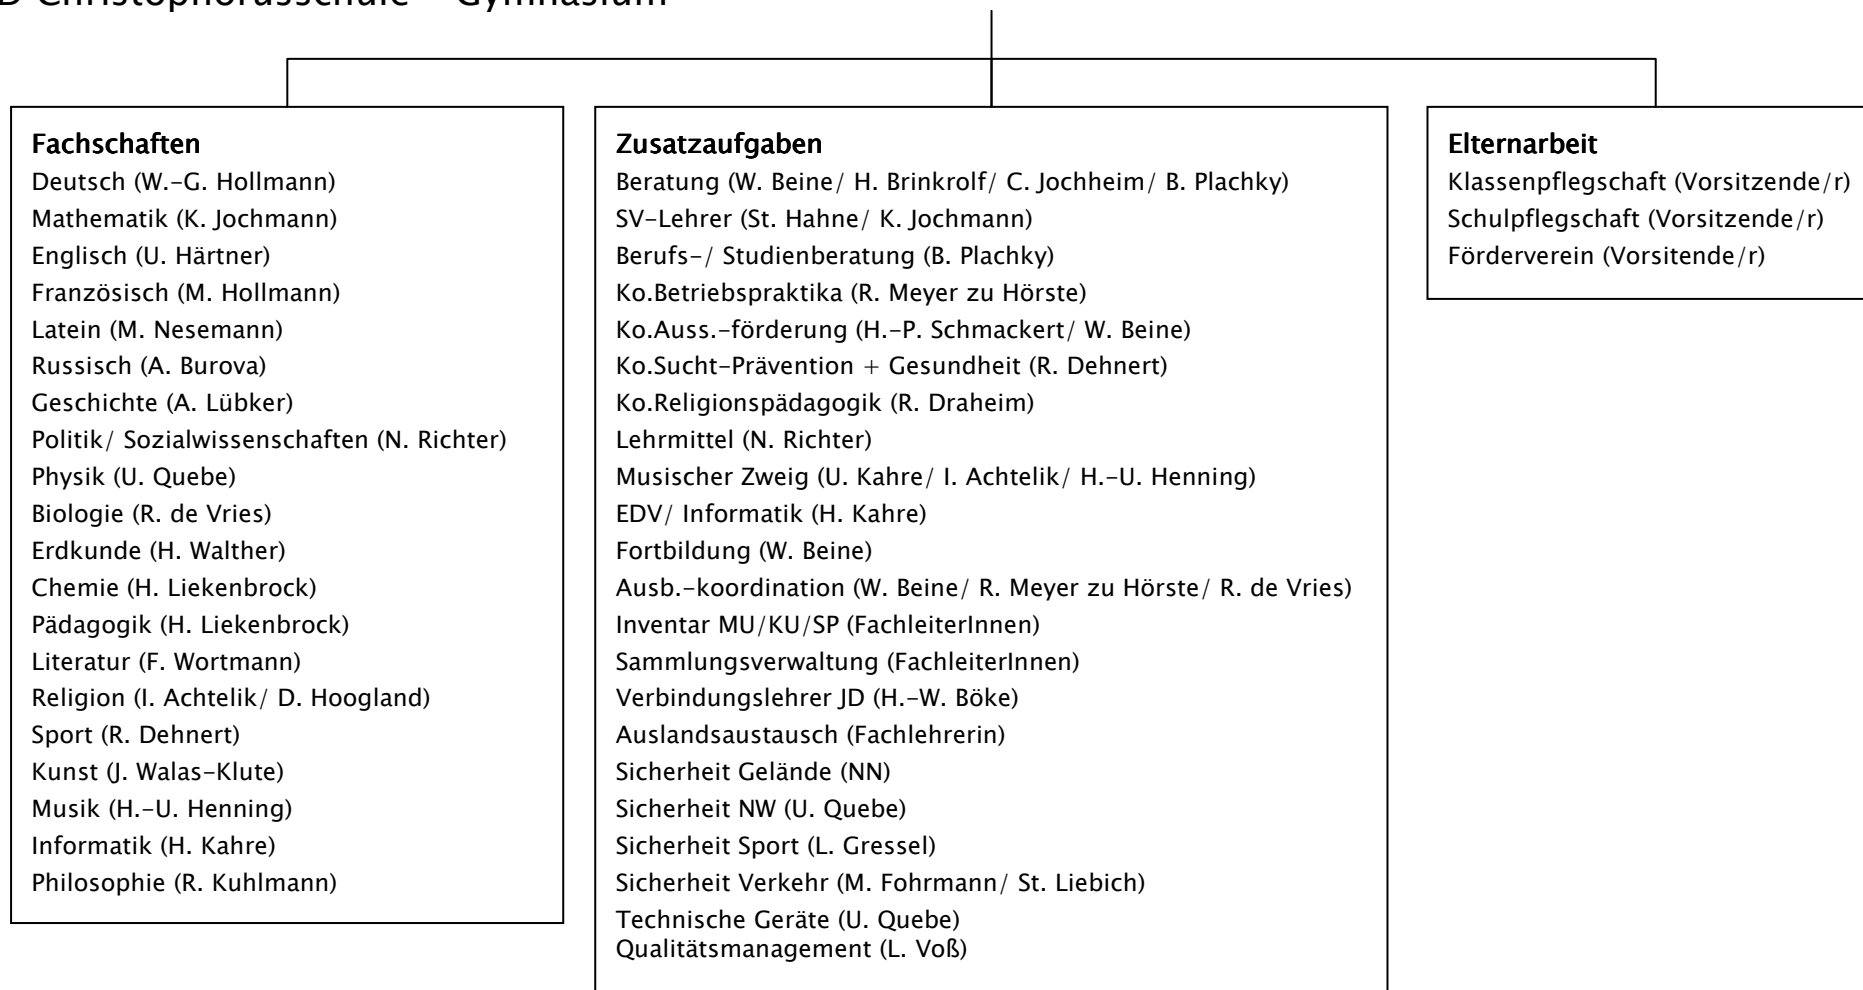 D Christophorusschule – Gymnasium
Fachschaften
Deutsch (W.-G. Hollmann)
Mathematik (K. Jochmann)
Englisch (U. Härtner)
Französisch (M. Hollmann)
Latein (M. Nesemann)
Russisch (A. Burova)
Geschichte (A. Lübker)
Politik/ Sozialwissenschaften (N. Richter)
Physik (U. Quebe)
Biologie (R. de Vries)
Erdkunde (H. Walther)
Chemie (H. Liekenbrock)
Pädagogik (H. Liekenbrock)
Literatur (F. Wortmann)
Religion (I. Achtelik/ D. Hoogland)
Sport (R. Dehnert)
Kunst (J. Walas-Klute)
Musik (H.-U. Henning)
Informatik (H. Kahre)
Philosophie (R. Kuhlmann)
Zusatzaufgaben
Beratung (W. Beine/ H. Brinkrolf/ C. Jochheim/ B. Plachky)
SV-Lehrer (St. Hahne/ K. Jochmann)
Berufs-/ Studienberatung (B. Plachky)
Ko.Betriebspraktika (R. Meyer zu Hörste)
Ko.Auss.-förderung (H.-P. Schmackert/ W. Beine)
Ko.Sucht-Prävention + Gesundheit (R. Dehnert)
Ko.Religionspädagogik (R. Draheim)
Lehrmittel (N. Richter)
Musischer Zweig (U. Kahre/ I. Achtelik/ H.-U. Henning)
EDV/ Informatik (H. Kahre)
Fortbildung (W. Beine)
Ausb.-koordination (W. Beine/ R. Meyer zu Hörste/ R. de Vries)
Inventar MU/KU/SP (FachleiterInnen)
Sammlungsverwaltung (FachleiterInnen)
Verbindungslehrer JD (H.-W. Böke)
Auslandsaustausch (Fachlehrerin)
Sicherheit Gelände (NN)
Sicherheit NW (U. Quebe)
Sicherheit Sport (L. Gressel)
Sicherheit Verkehr (M. Fohrmann/ St. Liebich)
Technische Geräte (U. Quebe)
Qualitätsmanagement (L. Voß)
Elternarbeit
Klassenpflegschaft (Vorsitzende/r)
Schulpflegschaft (Vorsitzende/r)
Förderverein (Vorsitende/r)